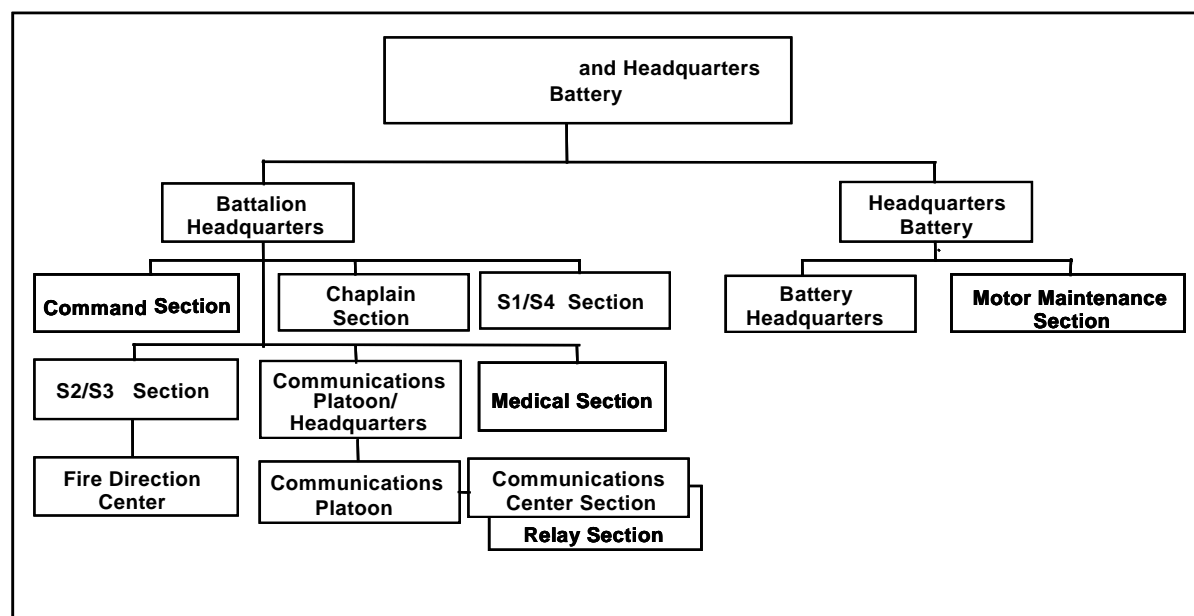 and Headquarters
Battery
Battalion
Headquarters
Headquarters
Battery
Command Section
Chaplain
Section
S1/S4 Section
Battery
Headquarters
Motor Maintenance
Section
S2/S3 Section
Communications
Platoon/
Headquarters
Medical Section
Fire Direction
Center
Communications
Platoon
Communications
Center Section
Relay Section